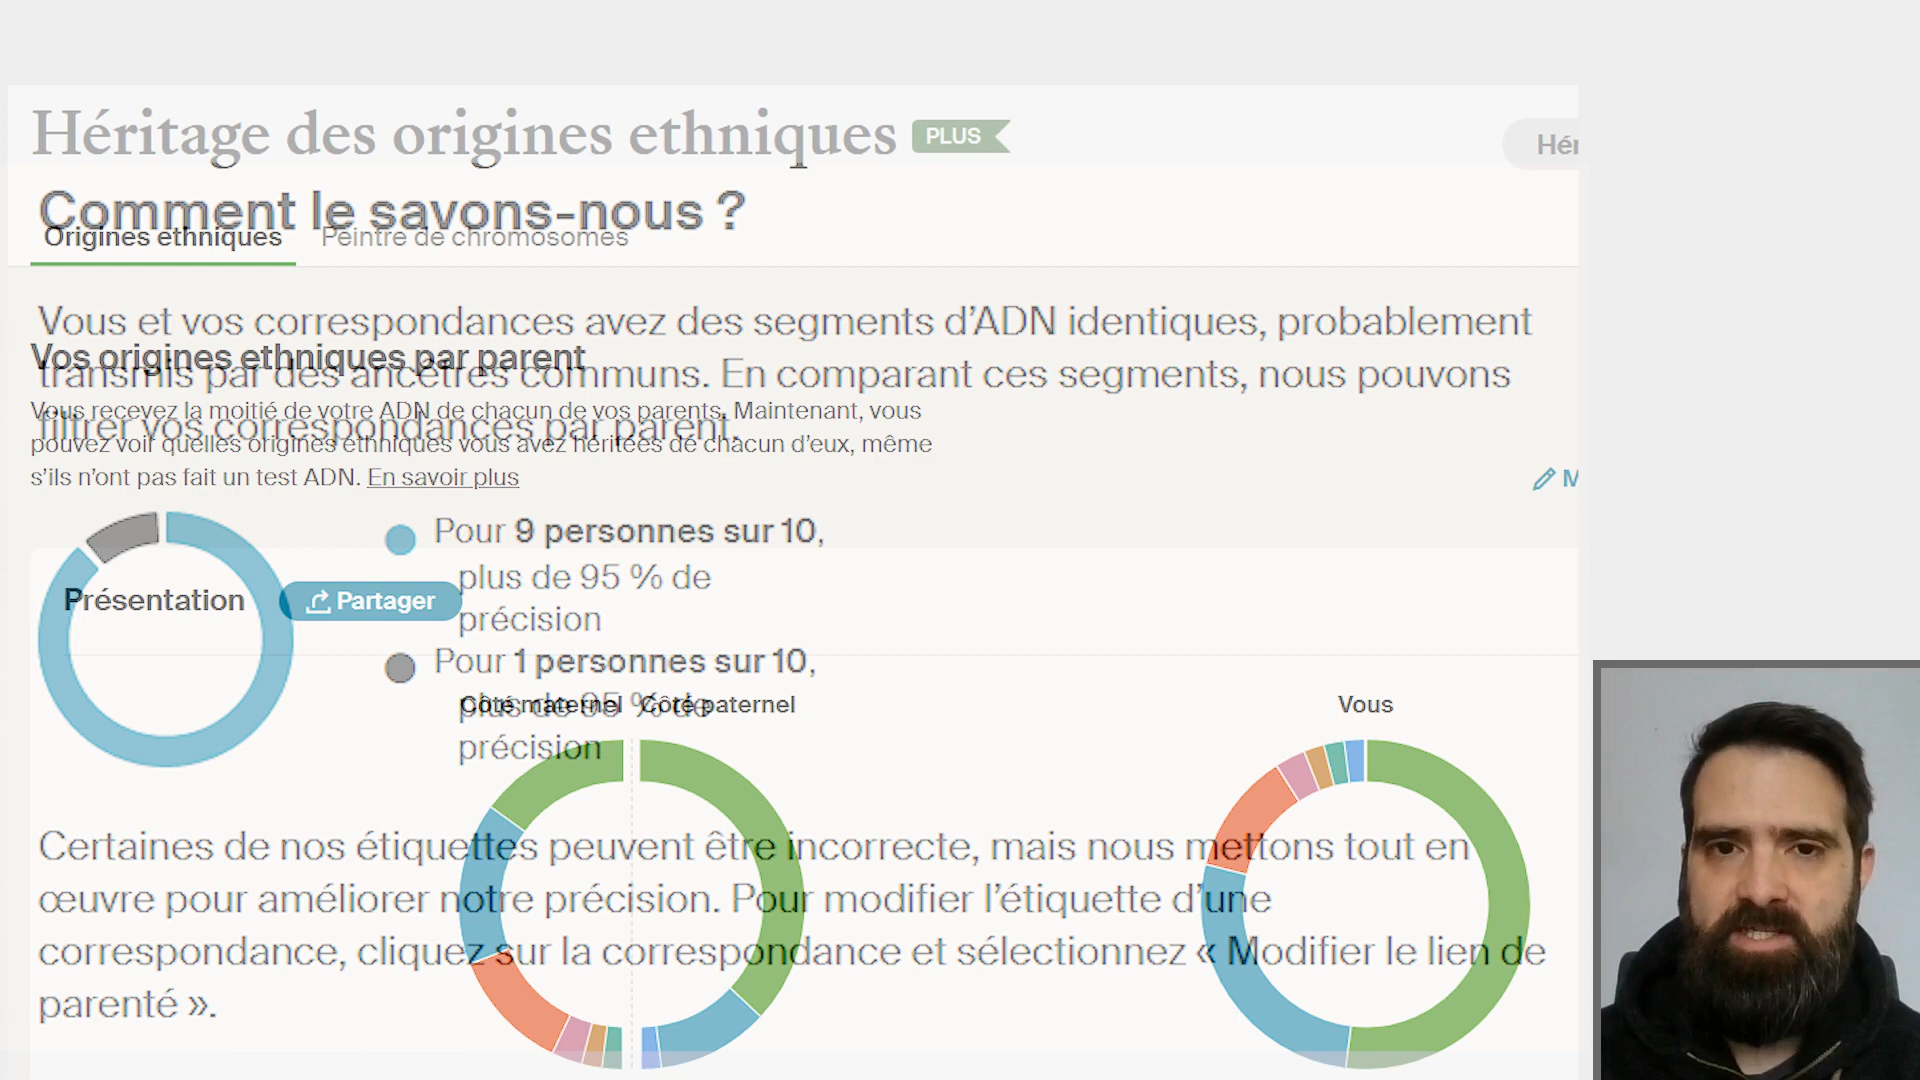 Héritage des origines ethniques PLUS
Hér
Comment le savons-nous ?
Origines ethniques Peintre de chromosomes
Vous et vos correspondances avez des segments d’ADN identiques, probablement
transmis par des ancêtres communs. En comparant ces segments, nous pouvons
filtrer vos correspondances par parent.
Vos origines ethniques par parent
Vous recevez la moitié de votre ADN de chacun de vos parents. Maintenant, vous
pouvez voir quelles origines ethniques vous avez héritées de chacun d’eux, même
s’ils n’ont pas fait un test ADN. En savoir plus
M
Pour 9 personnes sur 10,
plus de 95 % de
précision
Pour 1 personnes sur 10,
plus de 95 % de
précision
Présentation Partager
Côté maternel Côté paternel
Vous
Certaines de nos étiquettes peuvent être incorrecte, mais nous mettons tout en
œuvre pour améliorer notre précision. Pour modifier l’étiquette d’une
correspondance, cliquez sur la correspondance et sélectionnez « Modifier le lien de
parenté ».